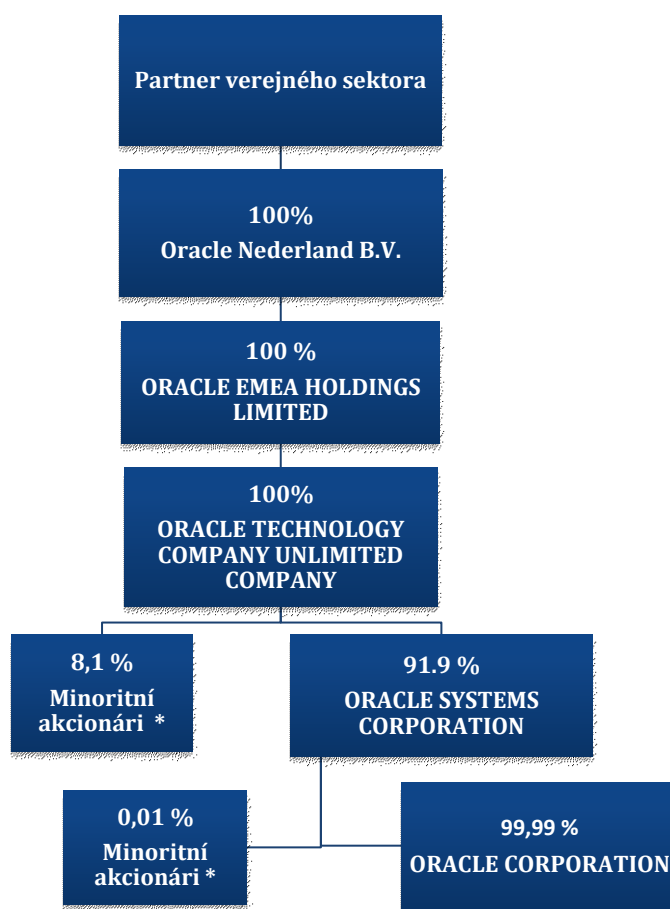 Partner verejného sektora
100%
Oracle Nederland B.V.
100 %
ORACLE EMEA HOLDINGS
LIMITED
100%
ORACLE TECHNOLOGY
COMPANY UNLIMITED
COMPANY
8,1 %
Minoritní
akcionári *
91.9 %
ORACLE SYSTEMS
CORPORATION
0,01 %
Minoritní
akcionári *
99,99 %
ORACLE CORPORATION